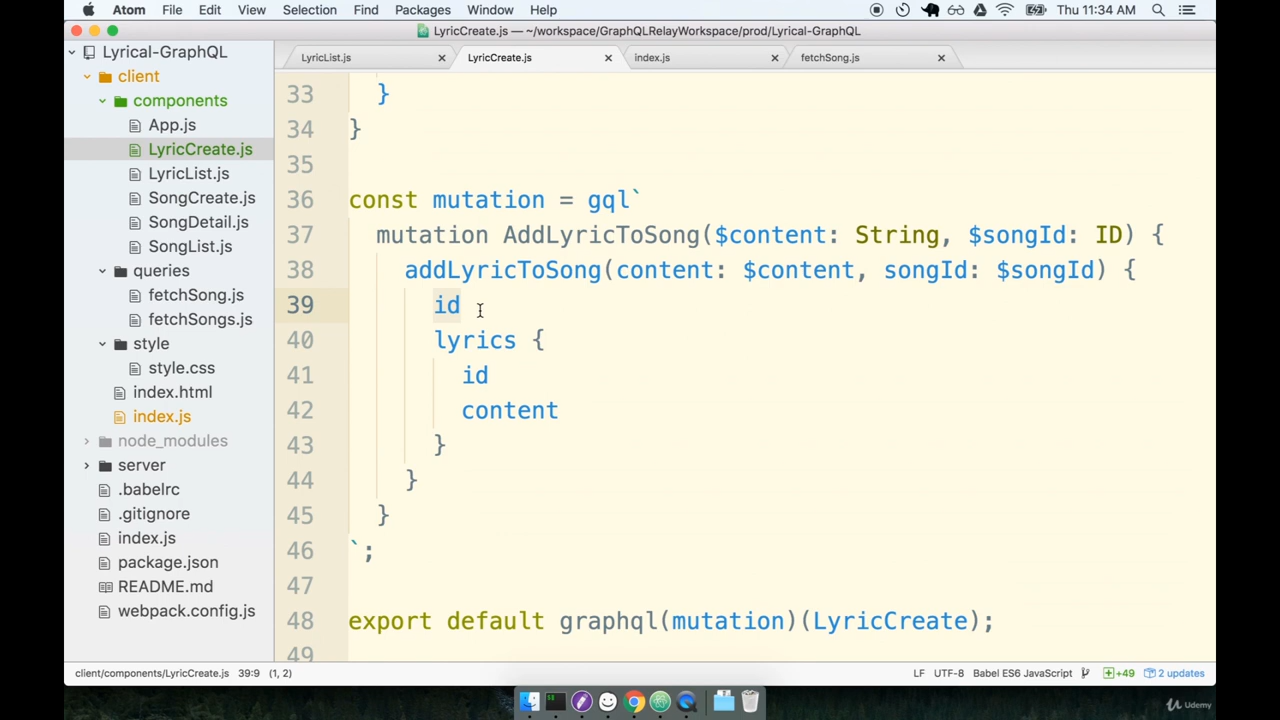 Atom File Edit View Selection Find Packages Window Help Thu 11:34 AM
LyricCreate.js — ~/workspace/GraphQLRelayWorkspace/prod/Lyrical-GraphQL
Lyrical-GraphQL
client
components
App.js
LyricCreate.js
LyricList.js
SongCreate.js
SongDetail.js
SongList.js
queries
fetchSong.js
fetchSongs.js
style
style.css
index.html
index.js
node_modules
server
.babelrc
.gitignore
index.js
package.json
README.md
webpack.config.js
LyricList.js LyricCreate.js index.js fetchSong.js
33 }
34 }
35
36 const mutation = gql`
37 mutation AddLyricToSong($content: String, $songId: ID) {
38 addLyricToSong(content: $content, songId: $songId) {
39 id
40 lyrics {
41 id
42 content
43 }
44 }
45 }
46 `;
47
48 export default graphql(mutation)(LyricCreate);
49
client/components/LyricCreate.js 39:9 (1, 2) LF UTF-8 Babel ES6 JavaScript +49 2 updates
Udemy